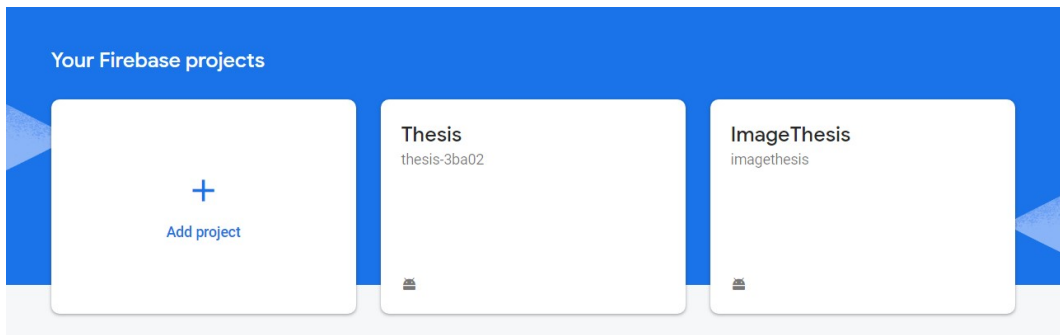 Your Firebase projects
Add project
Thesis
thesis-3ba02
ImageThesis
imagethesis